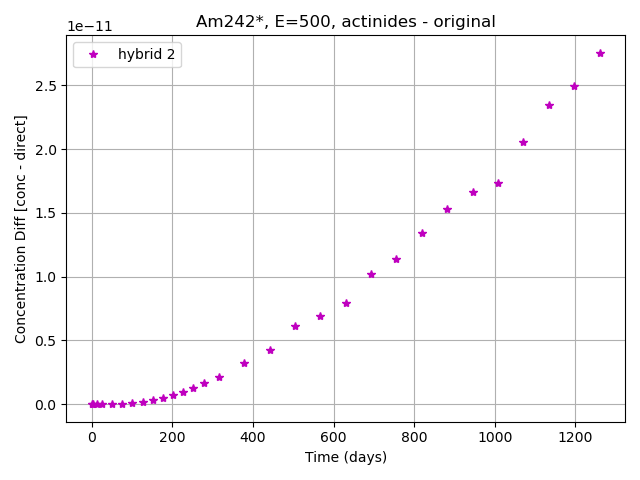 Am242*, E=500, actinides - original
1e−11
hybrid 2
2.5
2.0
1.5
1.0
0.5
0.0
Concentration Diff [conc - direct]
0 200 400 600 800 1000 1200
Time (days)